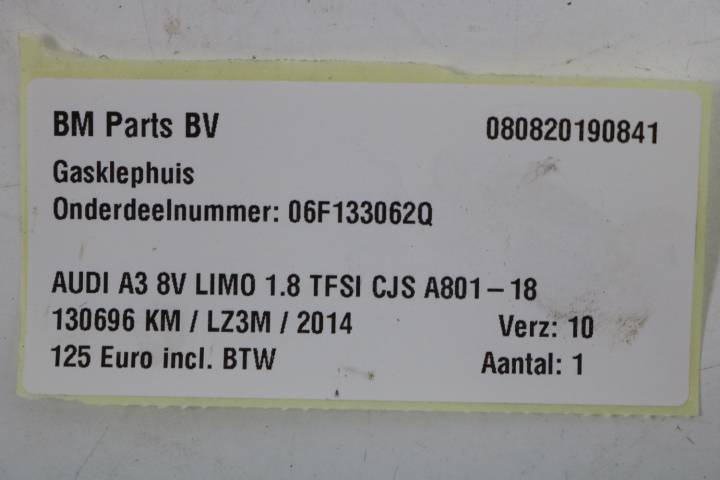 BM Parts BV 080820190841
Gasklephuis
Onderdeelnummer: 06F133062Q
AUDI A3 8V LIMO 1.8 TFSI CJS A801-18
130696 KM / LZ3M / 2014 Verz: 10
125 Euro incl. BTW Aantal: 1